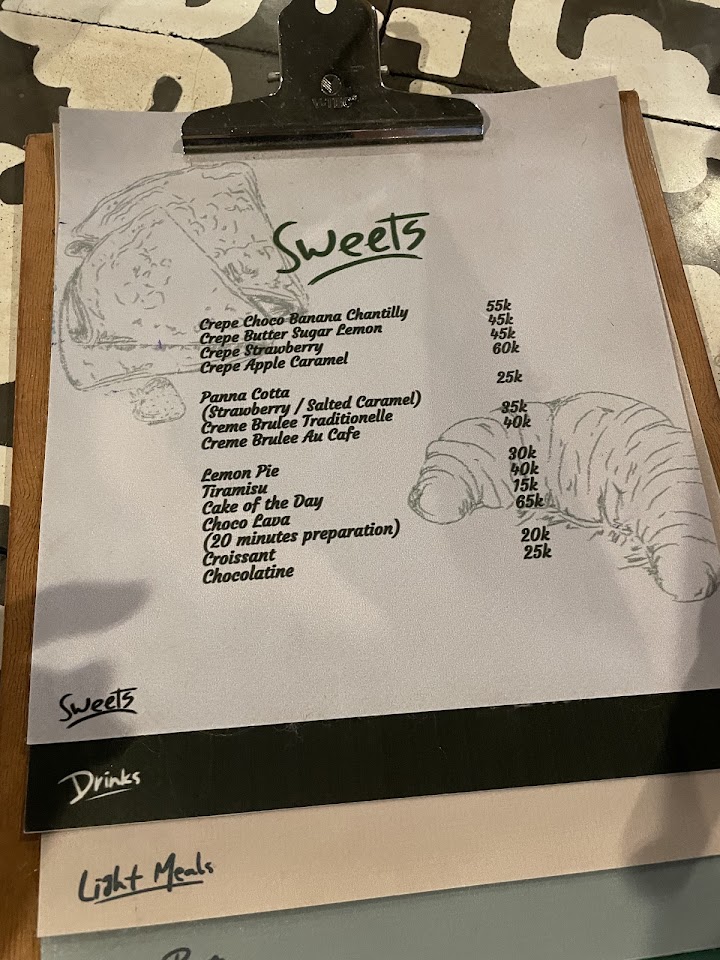 V-TEC
Sweets
Crepe Choco Banana Chantilly 55k
Crepe Butter Sugar Lemon 45k
Crepe Strawberry 45k
Crepe Apple Caramel 60k
Panna Cotta 25k
(Strawberry / Salted Caramel)
Creme Brulee Traditionelle 35k
Creme Brulee Au Cafe 40k
Lemon Pie 30k
Tiramisu 40k
Cake of the Day 15k
Choco Lava 65k
(20 minutes preparation)
Croissant 20k
Chocolatine 25k
Sweets
Drinks
Light Meals